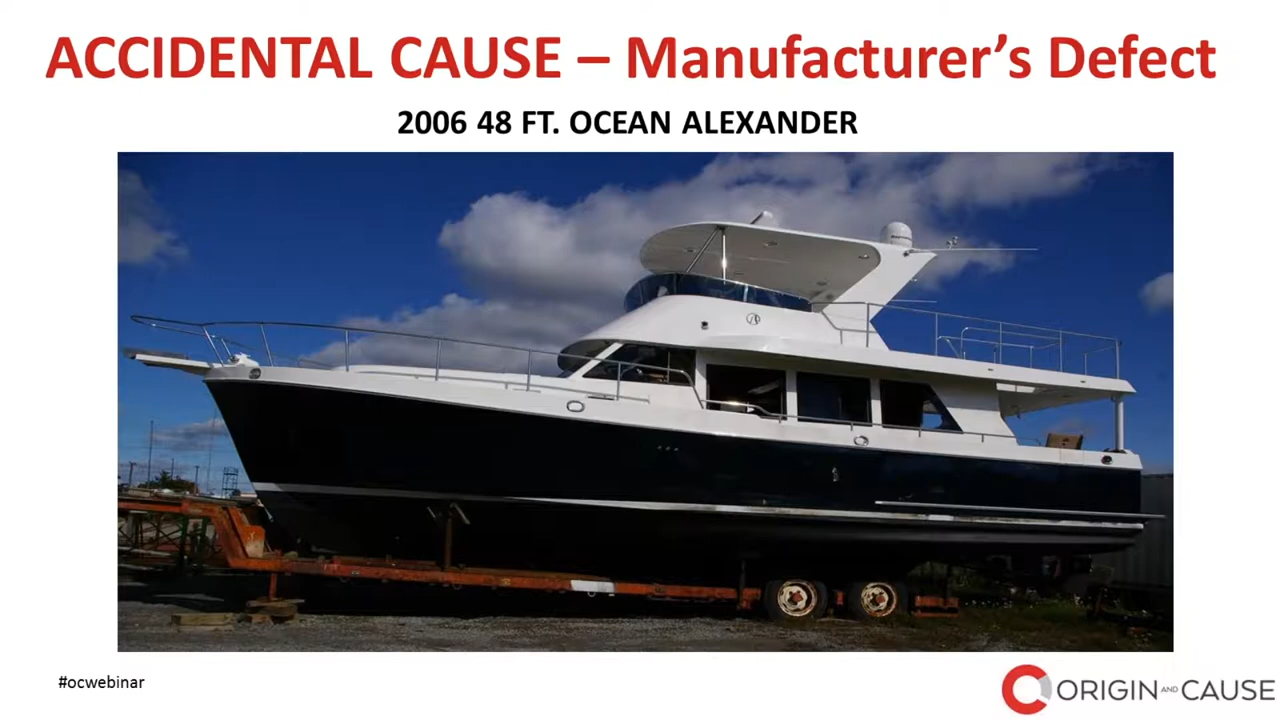 ACCIDENTAL CAUSE – Manufacturer’s Defect
2006 48 FT. OCEAN ALEXANDER
#ocwebinar
ORIGIN AND CAUSE